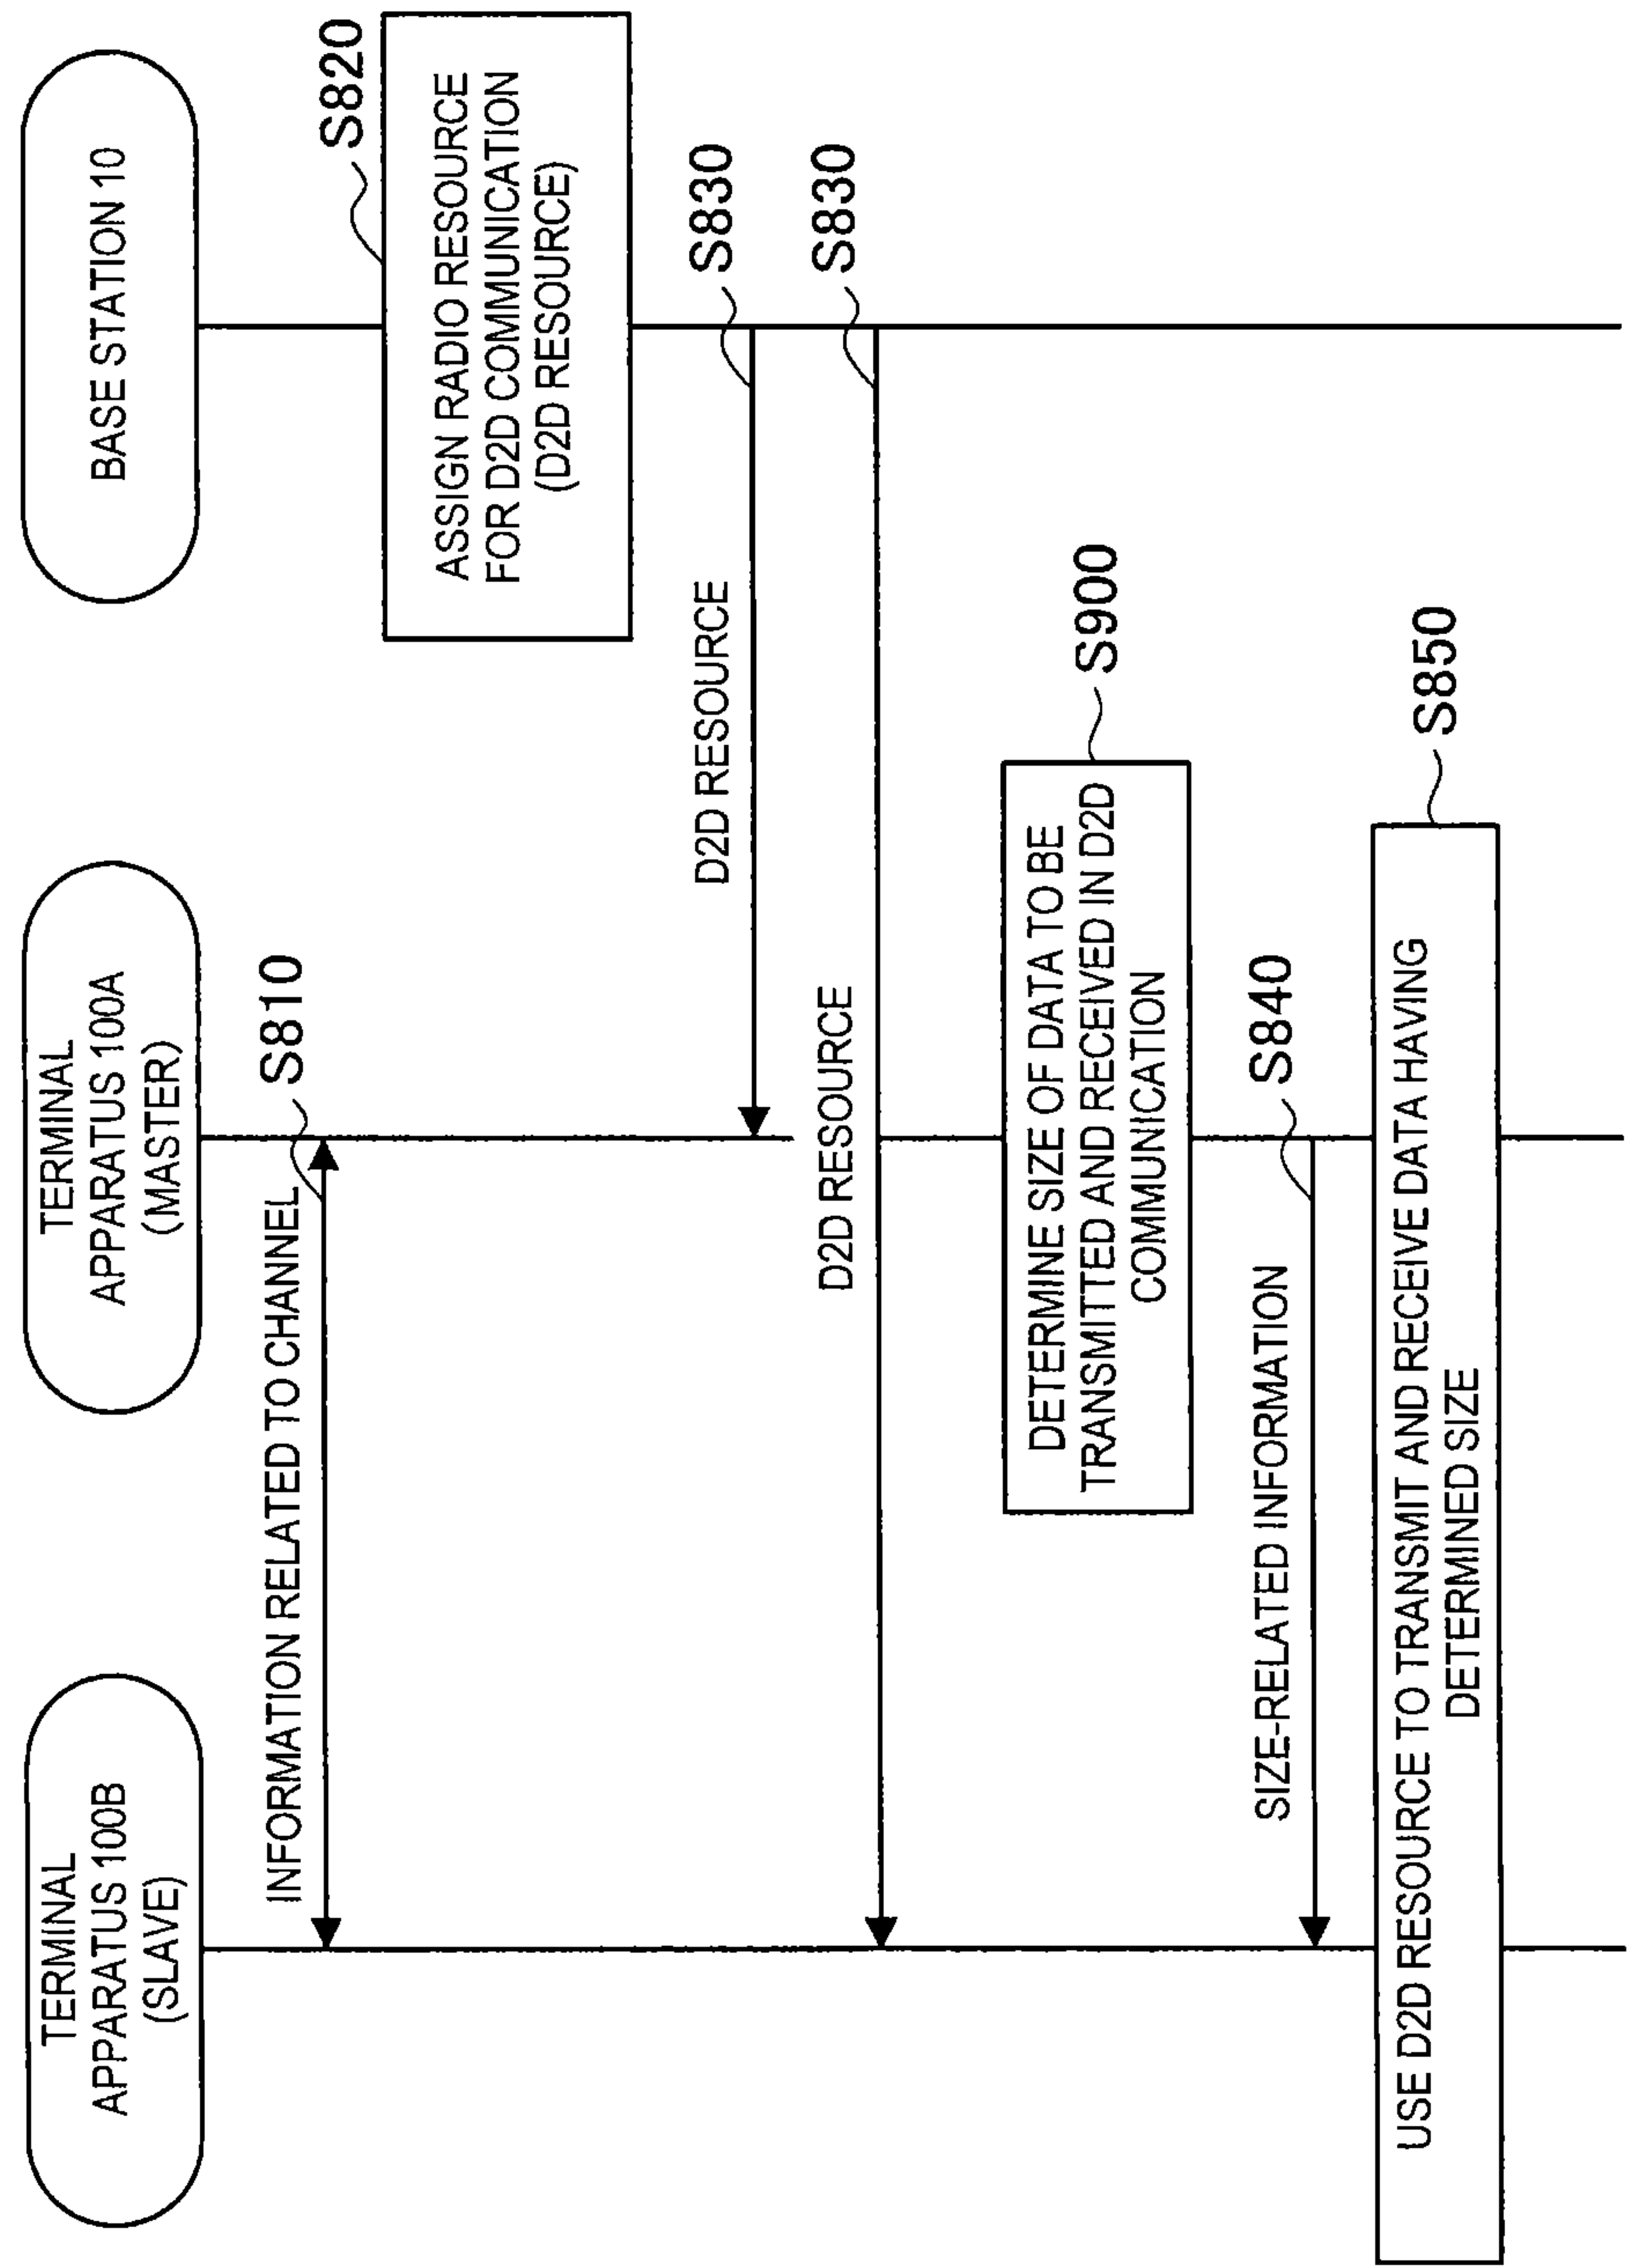 TERMINAL
APPARATUS 100B
(SLAVE)
TERMINAL
APPARATUS 100A
(MASTER)
BASE STATION 10
INFORMATION RELATED TO CHANNEL
S810
S820
ASSIGN RADIO RESOURCE
FOR D2D COMMUNICATION
(D2D RESOURCE)
D2D RESOURCE
S830
D2D RESOURCE
S830
DETERMINE SIZE OF DATA TO BE
TRANSMITTED AND RECEIVED IN D2D
COMMUNICATION
S900
SIZE-RELATED INFORMATION
S840
USE D2D RESOURCE TO TRANSMIT AND RECEIVE DATA HAVING
DETERMINED SIZE
S850